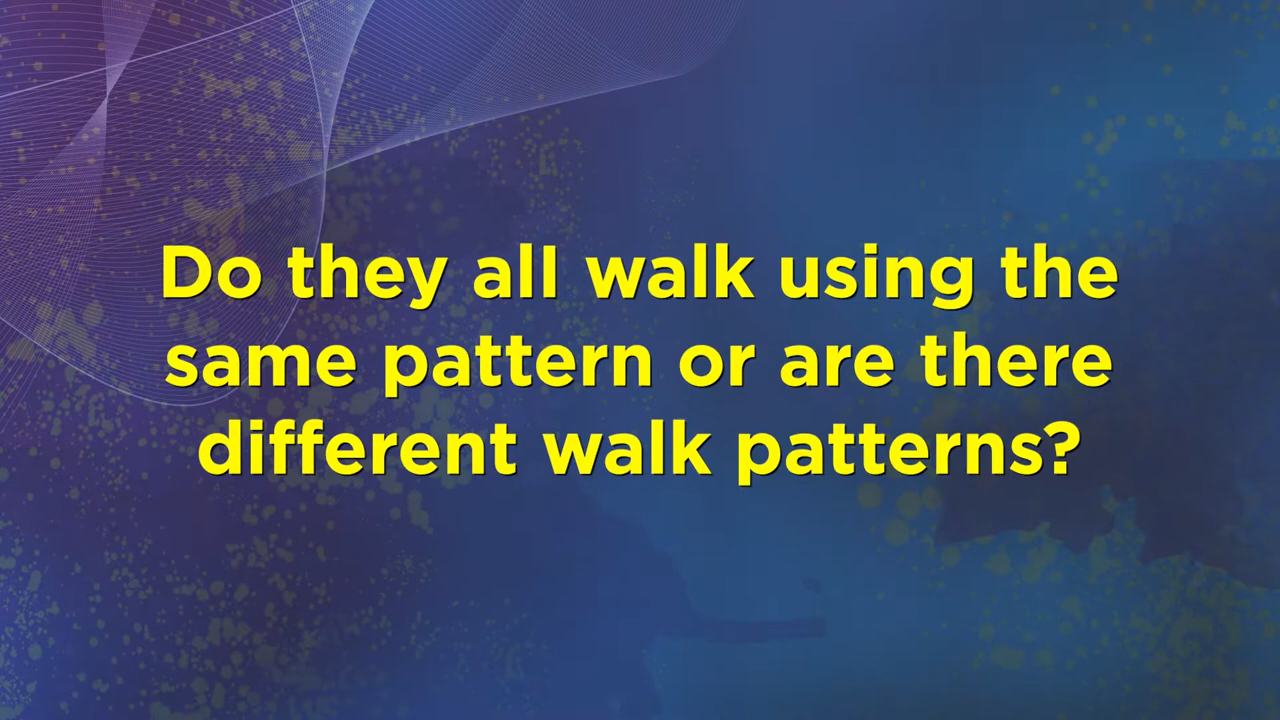 Do they all walk using the
same pattern or are there
different walk patterns?